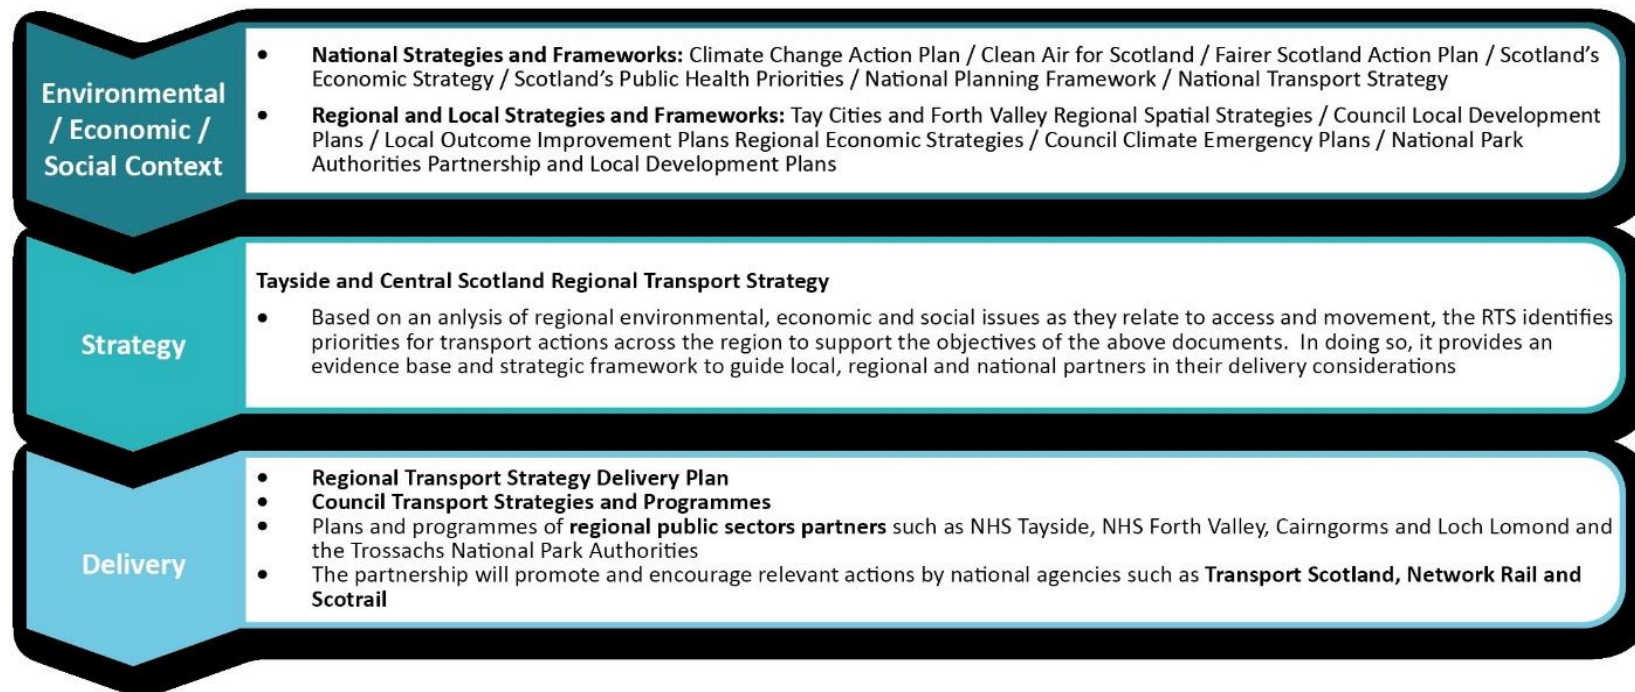 Environmental
/ Economic /
Social Context
• National Strategies and Frameworks: Climate Change Action Plan / Clean Air for Scotland / Fairer Scotland Action Plan / Scotland's
Economic Strategy / Scotland's Public Health Priorities / National Planning Framework / National Transport Strategy
• Regional and Local Strategies and Frameworks: Tay Cities and Forth Valley Regional Spatial Strategies / Council Local Development
Plans / Local Outcome Improvement Plans Regional Economic Strategies / Council Climate Emergency Plans / National Park
Authorities Partnership and Local Development Plans
Strategy
Tayside and Central Scotland Regional Transport Strategy
• Based on an anlysis of regional environmental, economic and social issues as they relate to access and movement, the RTS identifies
priorities for transport actions across the region to support the objectives of the above documents. In doing so, it provides an
evidence base and strategic framework to guide local, regional and national partners in their delivery considerations
Delivery
• Regional Transport Strategy Delivery Plan
• Council Transport Strategies and Programmes
• Plans and programmes of regional public sectors partners such as NHS Tayside, NHS Forth Valley, Cairngorms and Loch Lomond and
the Trossachs National Park Authorities
• The partnership will promote and encourage relevant actions by national agencies such as Transport Scotland, Network Rail and
Scotrail